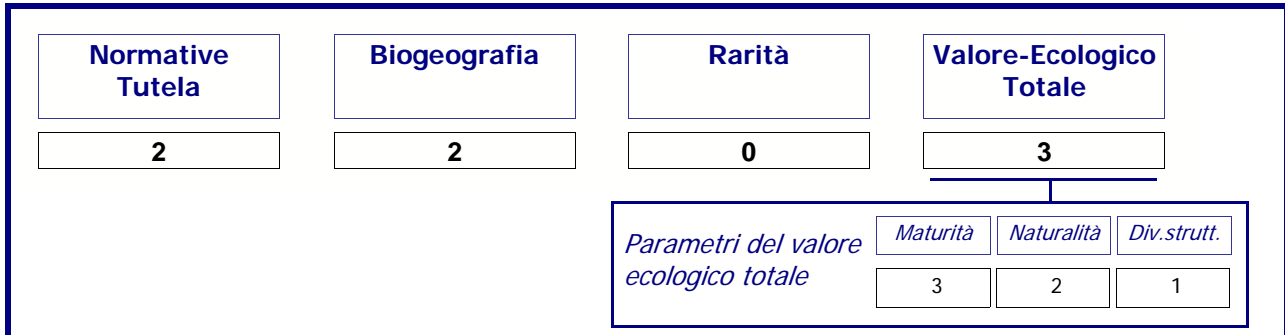 Normative
Tutela
Biogeografia
Rarità
Valore-Ecologico
Totale
2
2
0
3
Parametri del valore
ecologico totale
Maturità
Naturalità
Div.strutt.
3
2
1